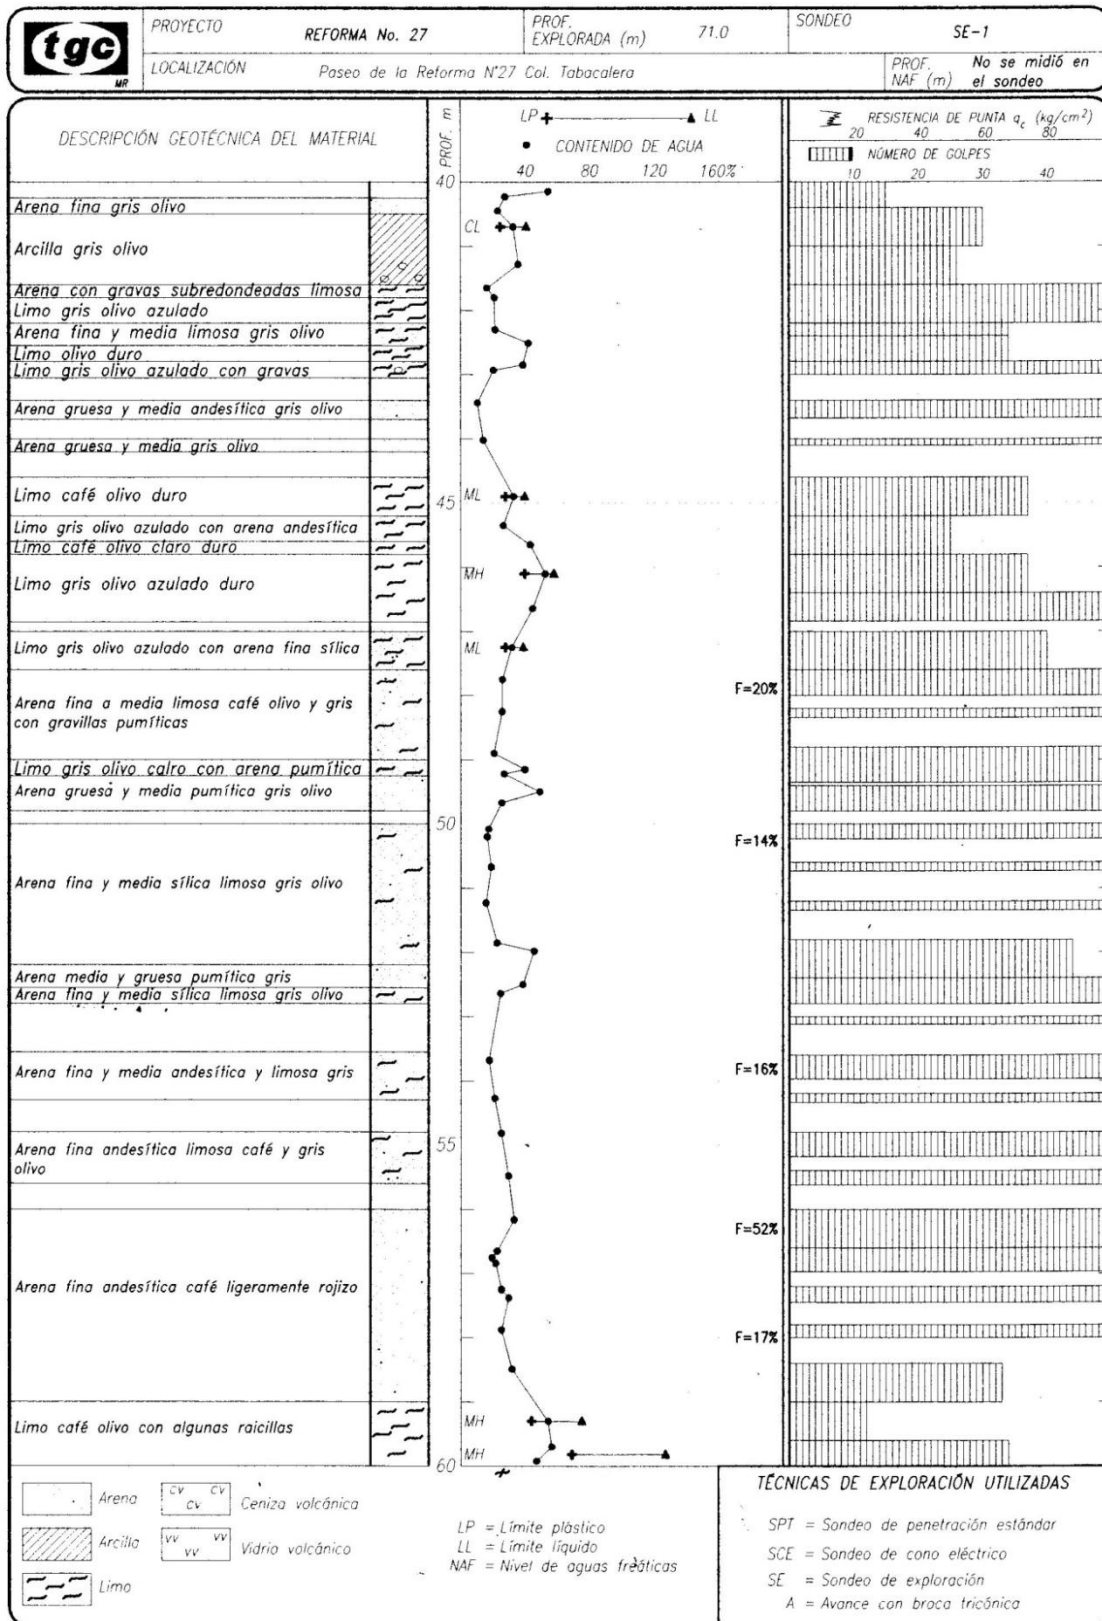 tgc
MR
PROYECTO
REFORMA No. 27
PROF.
EXPLORADA (m)
71.0
SONDEO
SE-1
LOCALIZACIÓN
Paseo de la Reforma N°27 Col. Tabacalera
PROF.
NAF (m)
No se midió en
el sondeo
DESCRIPCIÓN GEOTÉCNICA DEL MATERIAL
PROF. m
LP
LL
CONTENIDO DE AGUA
40 80 120 160%
RESISTENCIA DE PUNTA qc (kg/cm²)
20 40 60 80
NÚMERO DE GOLPES
10 20 30 40
40
Arena fina gris olivo
CL
Arcilla gris olivo
Arena con gravas subredondeadas limosa
Limo gris olivo azulado
Arena fina y media limosa gris olivo
Limo olivo duro
Limo gris olivo azulado con gravas
Arena gruesa y media andesítica gris olivo
Arena gruesa y media gris olivo
Limo café olivo duro
ML
45
Limo gris olivo azulado con arena andesítica
Limo café olivo claro duro
Limo gris olivo azulado duro
MH
Limo gris olivo azulado con arena fina sílica
ML
F=20%
Arena fina a media limosa café olivo y gris
con gravillas pumíticas
Limo gris olivo calro con arena pumítica
Arena gruesa y media pumítica gris olivo
50
F=14%
Arena fina y media sílica limosa gris olivo
Arena media y gruesa pumítica gris
Arena fina y media sílica limosa gris olivo
Arena fina y media andesítica y limosa gris
F=16%
55
Arena fina andesítica limosa café y gris
olivo
F=52%
Arena fina andesítica café ligeramente rojizo
F=17%
Limo café olivo con algunas raicillas
MH
MH
60
Arena
CV CV
CV
Ceniza volcánica
Arcilla
VV VV
VV
Vidrio volcánico
Limo
LP = Límite plástico
LL = Límite líquido
NAF = Nivel de aguas freáticas
TÉCNICAS DE EXPLORACIÓN UTILIZADAS
SPT = Sondeo de penetración estándar
SCE = Sondeo de cono eléctrico
SE = Sondeo de exploración
A = Avance con broca tricónica